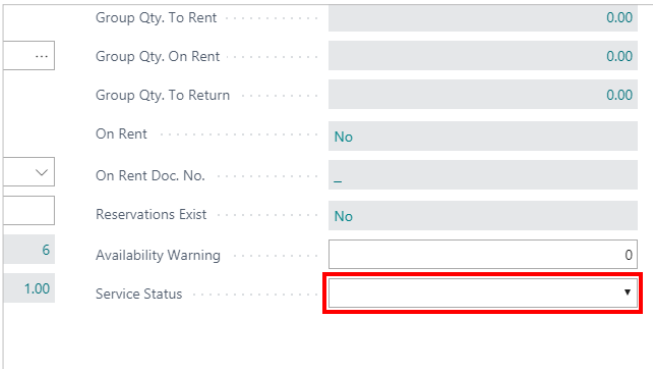 Group Qty. To Rent 0.00
... Group Qty. On Rent 0.00
Group Qty. To Return 0.00
On Rent No
On Rent Doc. No. _
Reservations Exist No
6 Availability Warning 0
1.00 Service Status